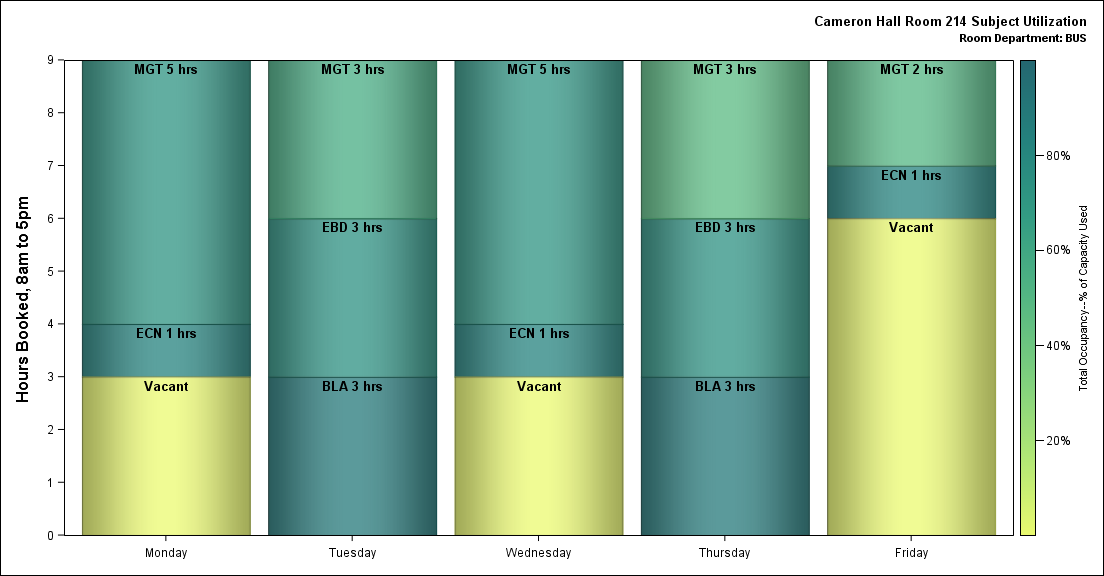 Cameron Hall Room 214 Subject Utilization
Room Department: BUS
Hours Booked, 8am to 5pm
9
8
7
6
5
4
3
2
1
0
MGT 5 hrs
ECN 1 hrs
Vacant
MGT 3 hrs
EBD 3 hrs
BLA 3 hrs
MGT 5 hrs
ECN 1 hrs
Vacant
MGT 3 hrs
EBD 3 hrs
BLA 3 hrs
MGT 2 hrs
ECN 1 hrs
Vacant
Monday
Tuesday
Wednesday
Thursday
Friday
80%
60%
40%
20%
Total Occupancy--% of Capacity Used